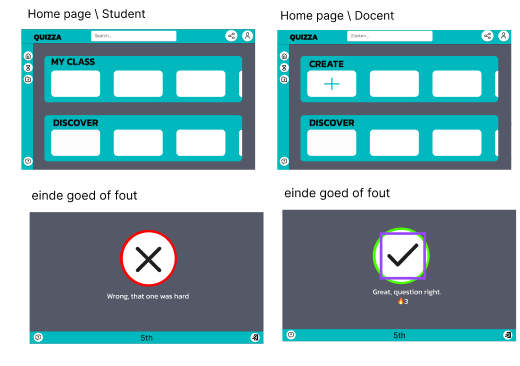 Home page \ Student
Home page \ Docent
QUIZZA
Search...
MY CLASS
DISCOVER
QUIZZA
Zoeken...
CREATE
DISCOVER
einde goed of fout
einde goed of fout
Wrong, that one was hard
5th
Great, question right.
🔥3
5th